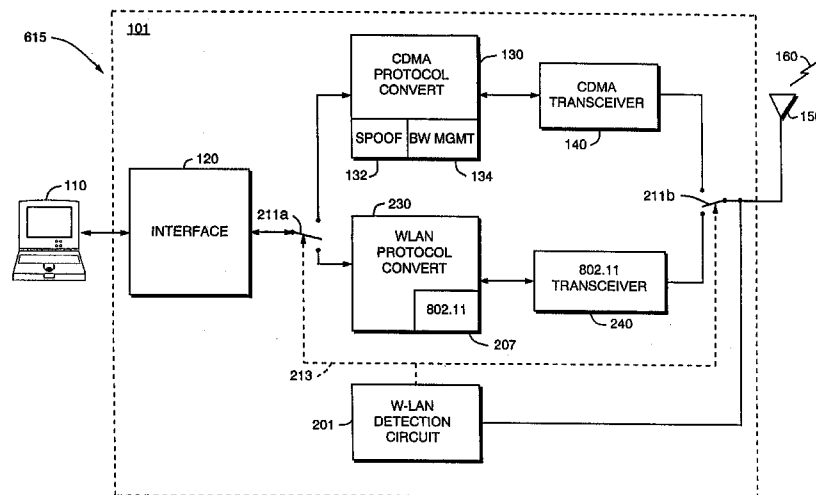 615
101
CDMA
PROTOCOL
CONVERT
130
SPOOF
BW MGMT
132
134
CDMA
TRANSCEIVER
140
160
150
110
120
INTERFACE
211a
211b
230
WLAN
PROTOCOL
CONVERT
802.11
207
802.11
TRANSCEIVER
240
213
W-LAN
DETECTION
CIRCUIT
201